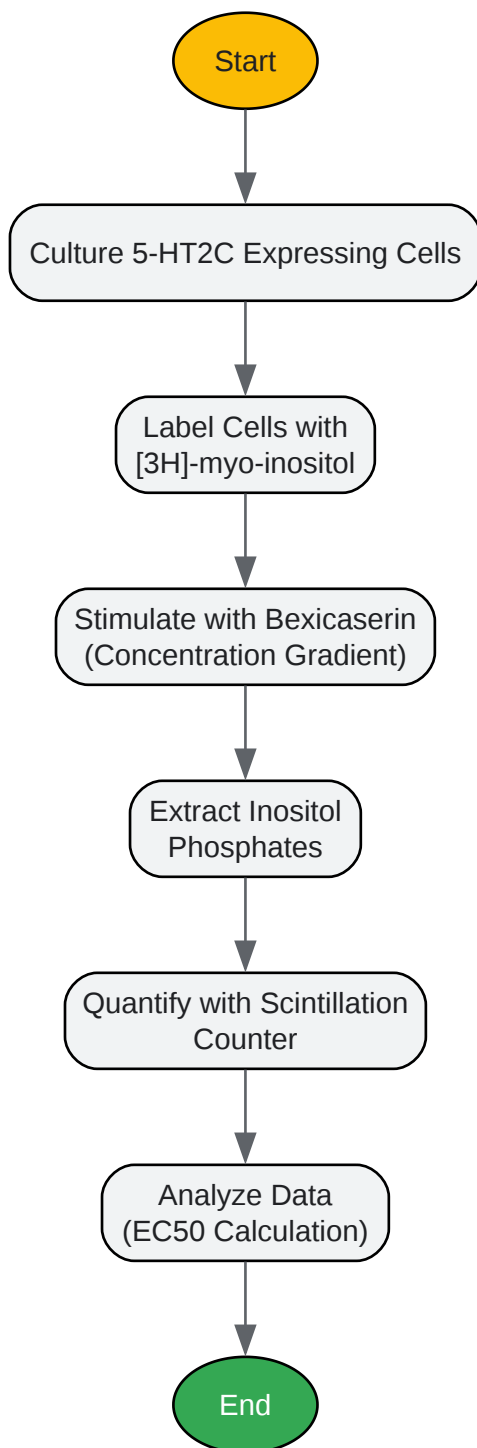 Start
Culture 5-HT2C Expressing Cells
Label Cells with
[3H]-myo-inositol
Stimulate with Bexicaserin
(Concentration Gradient)
Extract Inositol
Phosphates
Quantify with Scintillation
Counter
Analyze Data
(EC50 Calculation)
End